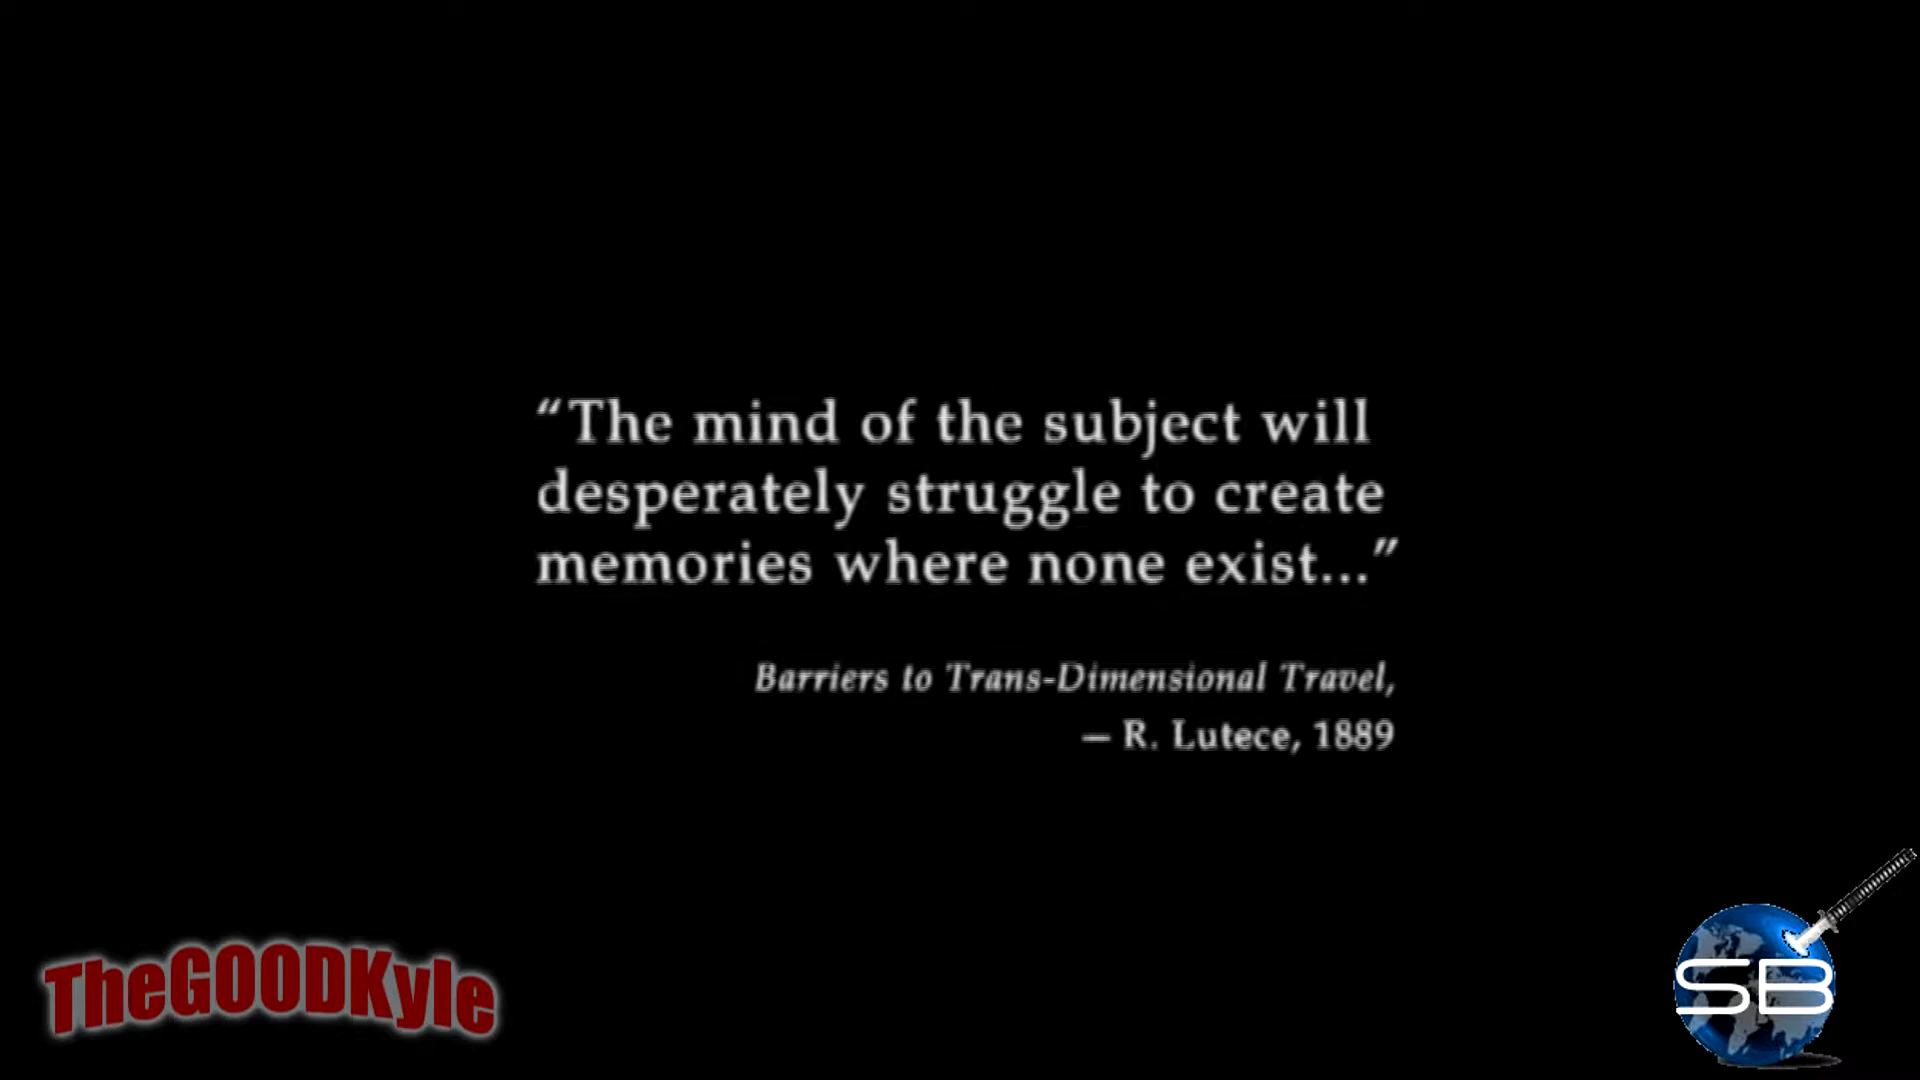 “The mind of the subject will
desperately struggle to create
memories where none exist...”
Barriers to Trans-Dimensional Travel,
— R. Lutece, 1889
TheGOODKyle
SB